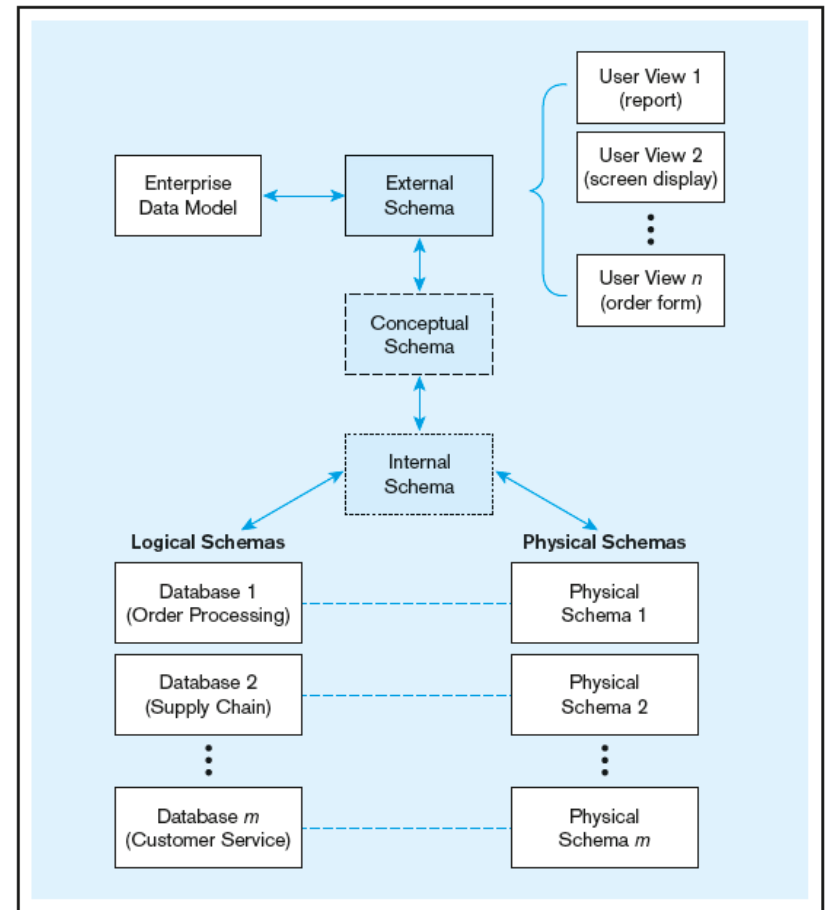 User View 1
(report)
User View 2
(screen display)
User View n
(order form)
Enterprise
Data Model
External
Schema
Conceptual
Schema
Internal
Schema
Logical Schemas
Physical Schemas
Database 1
(Order Processing)
Physical
Schema 1
Database 2
(Supply Chain)
Physical
Schema 2
Database m
(Customer Service)
Physical
Schema m